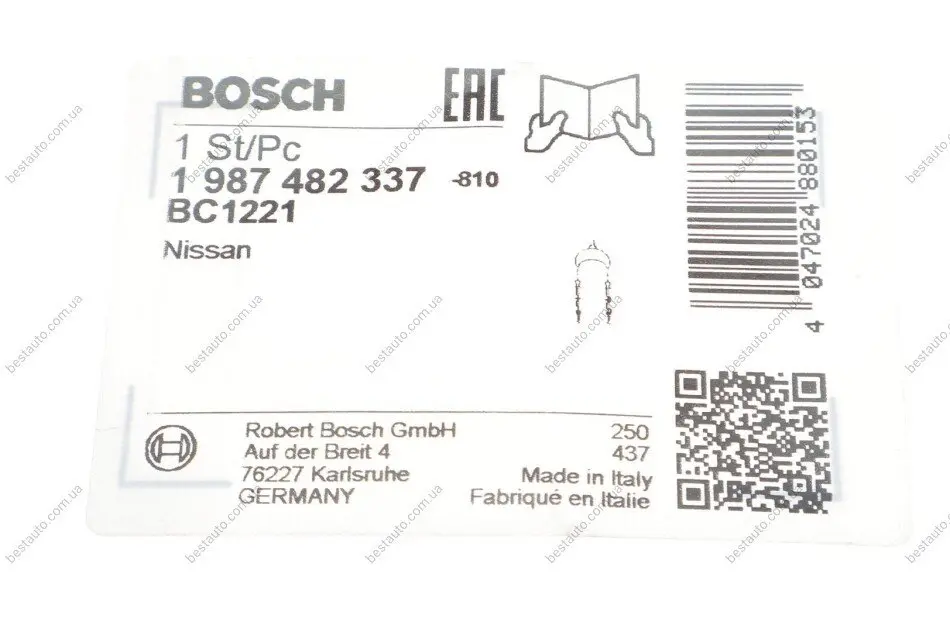 BOSCH
EAC
1 St/Pc
1 987 482 337 -810
BC1221
Nissan
4 047024 880153
Robert Bosch GmbH
Auf der Breit 4
76227 Karlsruhe
GERMANY
250
437
Made in Italy
Fabriqué en Italie
bestauto.com.ua